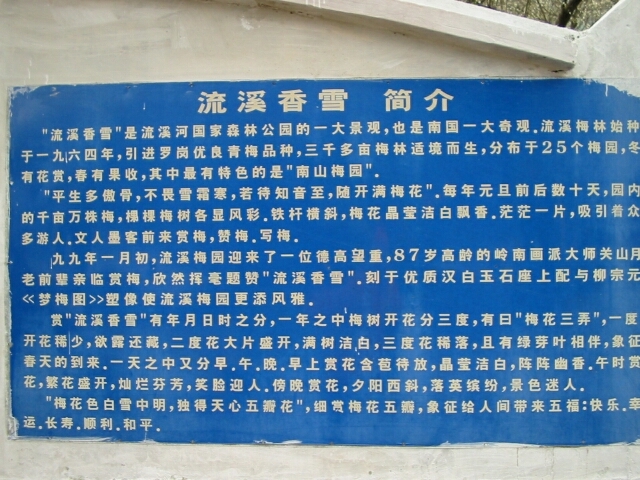 流溪香雪 简介
"流溪香雪"是流溪河国家森林公园的一大景观,也是南国一大奇观.流溪梅林始种
于一九六四年,引进罗岗优良青梅品种,三千多亩梅林适境而生,分布于25个梅园,冬
有花赏,春有果收,其中最有特色的是"南山梅园".
"平生多傲骨,不畏雪霜寒,若待知音至,随开满梅花".每年元旦前后数十天,园内
的千亩万株梅,棵棵梅树各显风彩.铁杆横斜,梅花晶莹洁白飘香.茫茫一片,吸引着众
多游人.文人墨客前来赏梅,赞梅.写梅.
九九年一月初,流溪梅园迎来了一位德高望重,87岁高龄的岭南画派大师关山月
老前辈亲临赏梅,欣然挥毫题赞"流溪香雪".刻于优质汉白玉石座上配与柳宗元
《梦梅图》塑像使流溪梅园更添风雅.
赏"流溪香雪"有年月日时之分,一年之中梅树开花分三度,有曰"梅花三弄",一度
开花稀少,欲露还藏,二度花大片盛开,满树洁白,三度花稀落,且有绿芽叶相伴,象征
春天的到来.一天之中又分早.午.晚.早上赏花含苞待放,晶莹洁白,阵阵幽香.午时赏
花,繁花盛开,灿烂芬芳,笑脸迎人.傍晚赏花,夕阳西斜,落英缤纷,景色迷人.
"梅花色白雪中明,独得天心五瓣花",细赏梅花五瓣,象征给人间带来五福:快乐.幸
运.长寿.顺利.和平.